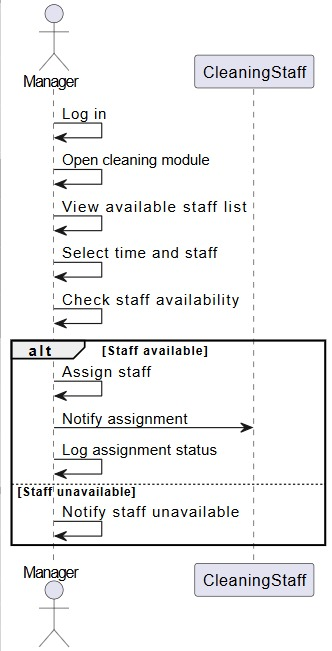 Manager
CleaningStaff
Log in
Open cleaning module
View available staff list
Select time and staff
Check staff availability
alt [Staff available]
Assign staff
Notify assignment
Log assignment status
[Staff unavailable]
Notify staff unavailable
Manager
CleaningStaff